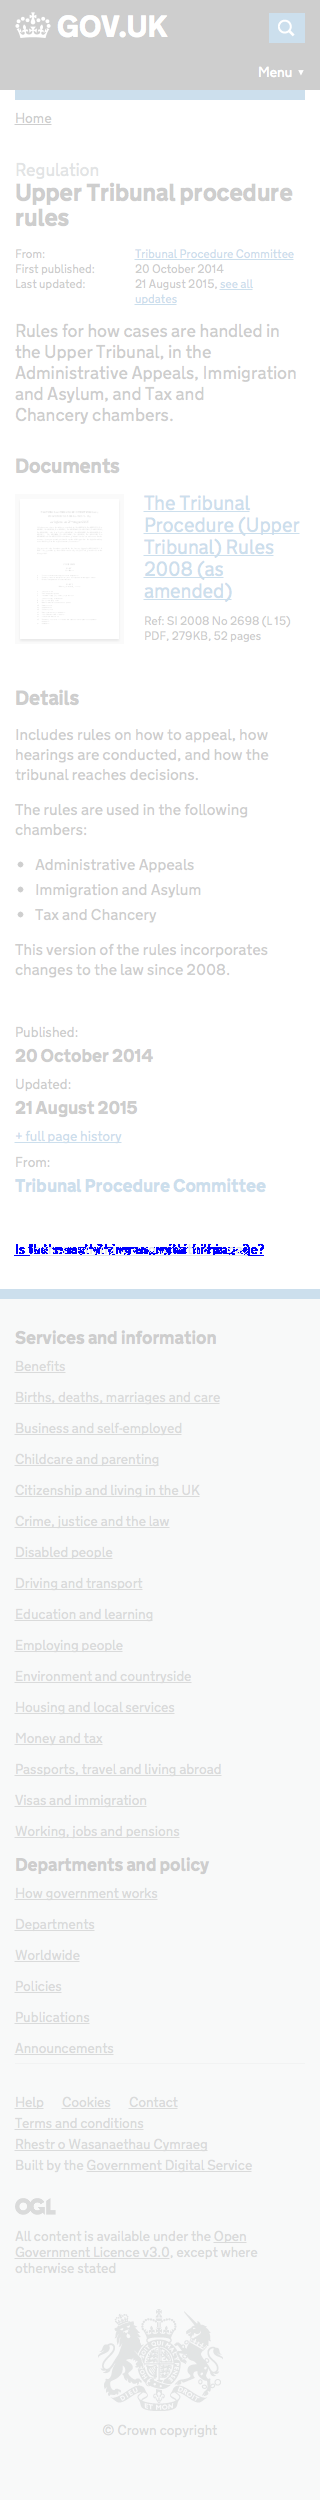 GOV.UK
Menu ▼
Home
Regulation
Upper Tribunal procedure
rules
From: Tribunal Procedure Committee
First published: 20 October 2014
Last updated: 21 August 2015, see all
updates
Rules for how cases are handled in
the Upper Tribunal, in the
Administrative Appeals, Immigration
and Asylum, and Tax and
Chancery chambers.
Documents
The Tribunal
Procedure (Upper
Tribunal) Rules
2008 (as
amended)
Ref: SI 2008 No 2698 (L 15)
PDF, 279KB, 52 pages
Details
Includes rules on how to appeal, how
hearings are conducted, and how the
tribunal reaches decisions.
The rules are used in the following
chambers:
• Administrative Appeals
• Immigration and Asylum
• Tax and Chancery
This version of the rules incorporates
changes to the law since 2008.
Published:
20 October 2014
Updated:
21 August 2015
+ full page history
From:
Tribunal Procedure Committee
Is
Services and information
Benefits
Births, deaths, marriages and care
Business and self-employed
Childcare and parenting
Citizenship and living in the UK
Crime, justice and the law
Disabled people
Driving and transport
Education and learning
Employing people
Environment and countryside
Housing and local services
Money and tax
Passports, travel and living abroad
Visas and immigration
Working, jobs and pensions
Departments and policy
How government works
Departments
Worldwide
Policies
Publications
Announcements
Help Cookies Contact
Terms and conditions
Rhestr o Wasanaethau Cymraeg
Built by the Government Digital Service
OGL
All content is available under the Open
Government Licence v3.0, except where
otherwise stated
© Crown copyright